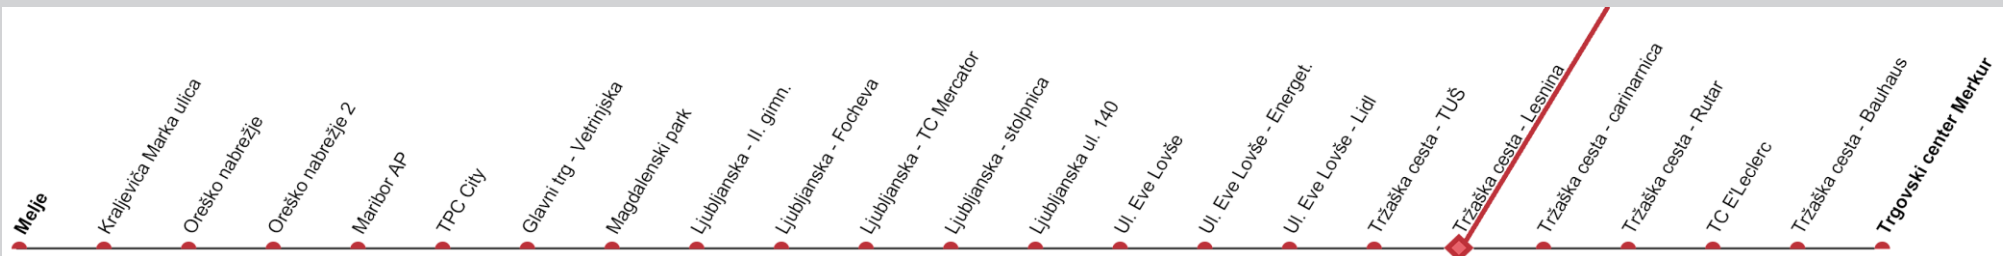 Melje
Kraljeviča Marka ulica
Oreško nabrežje
Oreško nabrežje 2
Maribor AP
TPC City
Glavni trg - Vetrinjska
Magdalenski park
Ljubljanska - II. gimn.
Ljubljanska - Focheva
Ljubljanska - TC Mercator
Ljubljanska - stolpnica
Ljubljanska ul. 140
Ul. Eve Lovše
Ul. Eve Lovše - Energet.
Ul. Eve Lovše - Lidl
Tržaška cesta - TUŠ
Tržaška cesta - Lesnina
Tržaška cesta - carinarnica
Tržaška cesta - Rutar
TC E'Leclerc
Tržaška cesta - Bauhaus
Trgovski center Merkur